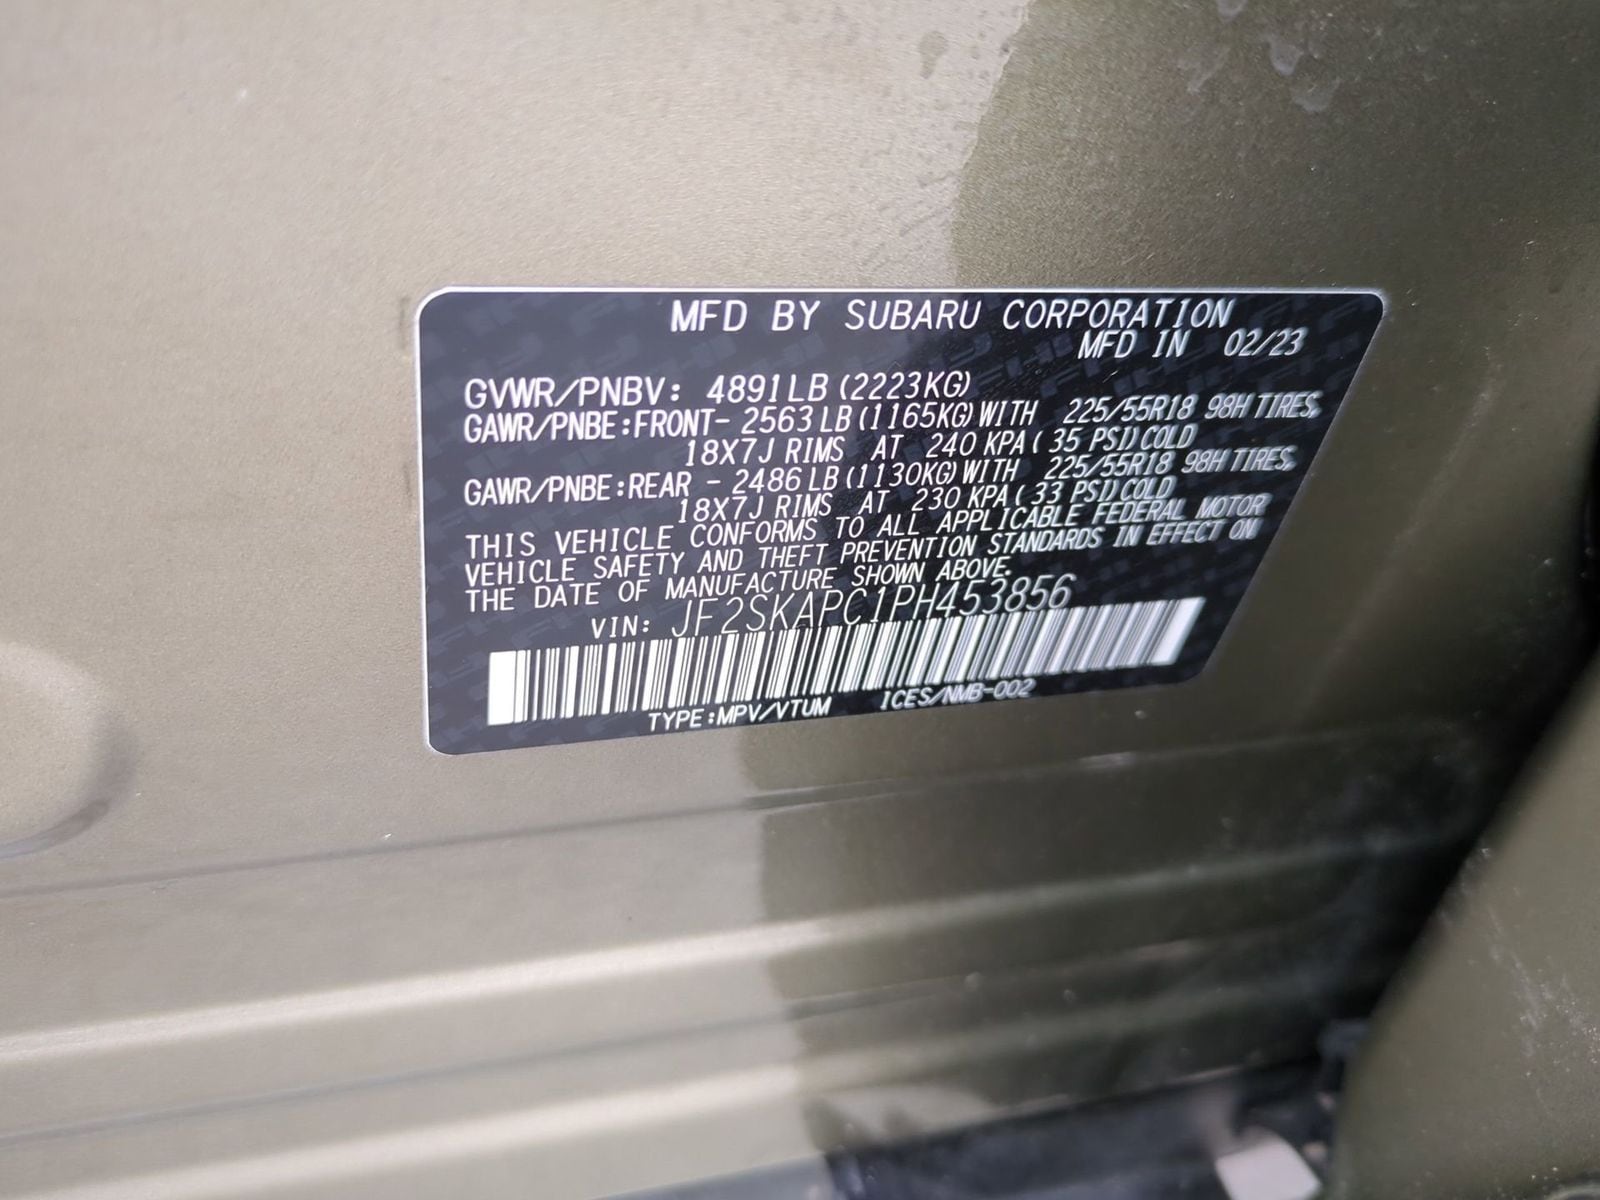 MFD BY SUBARU CORPORATION
MFD IN 02/23
GVWR/PNBV: 4891LB(2223KG)
GAWR/PNBE:FRONT- 2563LB(1165KG)WITH 225/55R18 98H TIRES,
18X7J RIMS AT 240 KPA( 35 PSI)COLD
GAWR/PNBE:REAR - 2486LB(1130KG)WITH 225/55R18 98H TIRES,
18X7J RIMS AT 230 KPA( 33 PSI)COLD
THIS VEHICLE CONFORMS TO ALL APPLICABLE FEDERAL MOTOR
VEHICLE SAFETY AND THEFT PREVENTION STANDARDS IN EFFECT ON
THE DATE OF MANUFACTURE SHOWN ABOVE.
VIN: JF2SKAPC1PH453856
TYPE:MPV/VTUM ICES/NMB-002